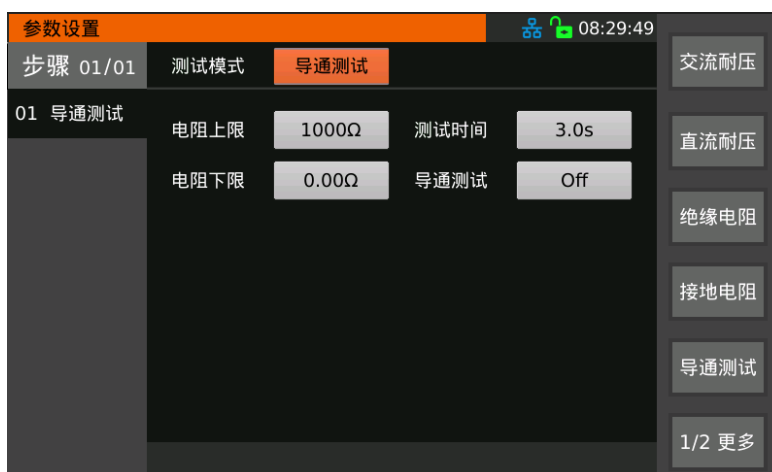 参数设置 08:29:49
步骤 01/01 测试模式 导通测试
01 导通测试
电阻上限 1000Ω 测试时间 3.0s
电阻下限 0.00Ω 导通测试 Off
交流耐压
直流耐压
绝缘电阻
接地电阻
导通测试
1/2 更多